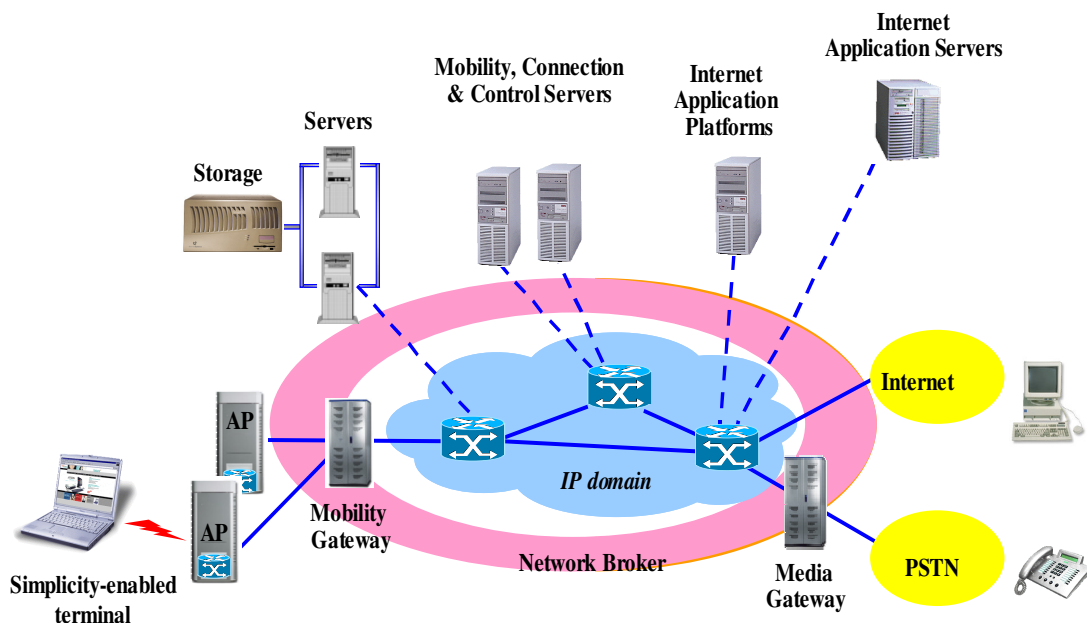 Internet
Application Servers
Mobility, Connection
& Control Servers
Internet
Application
Platforms
Servers
Storage
Internet
AP
AP
IP domain
Mobility
Gateway
Network Broker
Media
Gateway
PSTN
Simplicity-enabled
terminal